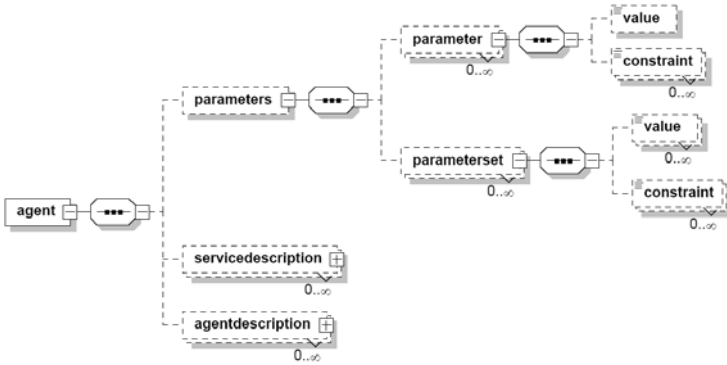 agent
parameters
parameter
0..∞
value
constraint
0..∞
parameterset
0..∞
value
0..∞
constraint
0..∞
servicedescription
0..∞
agentdescription
0..∞